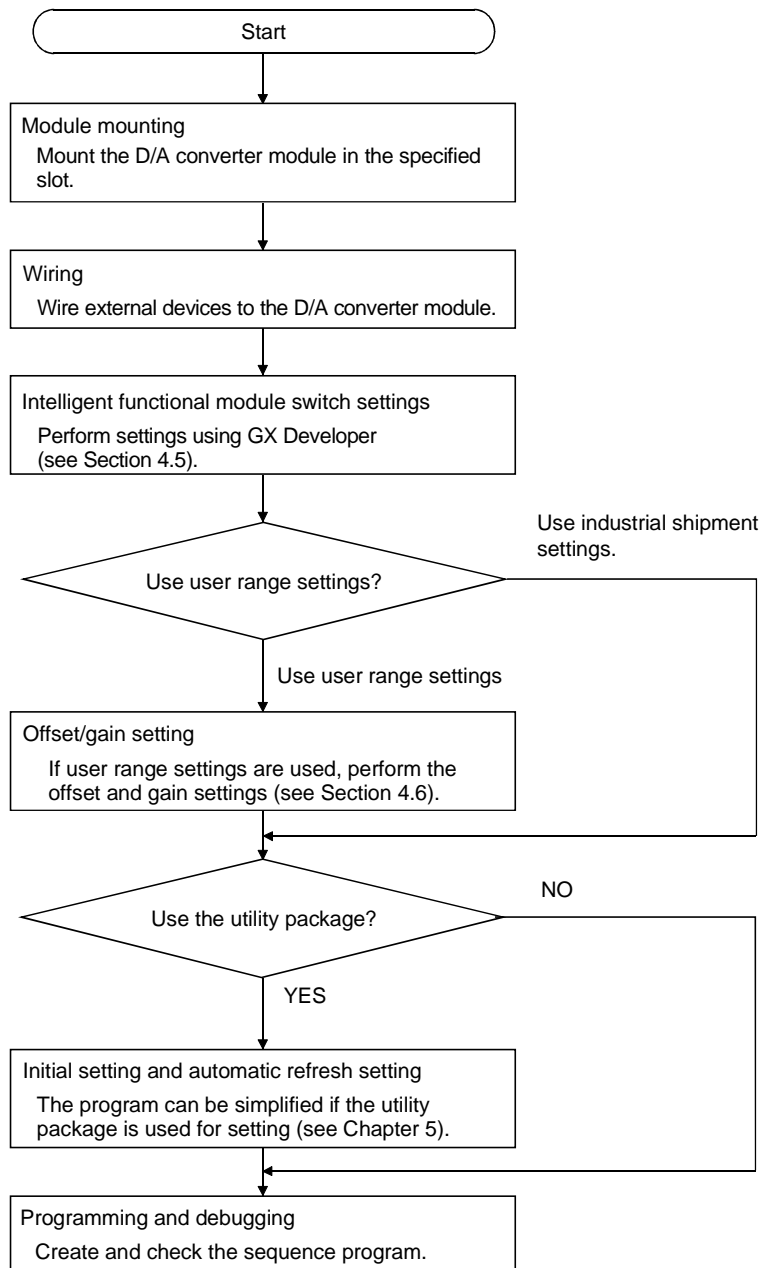 Start
Module mounting
Mount the D/A converter module in the specified
slot.
Wiring
Wire external devices to the D/A converter module.
Intelligent functional module switch settings
Perform settings using GX Developer
(see Section 4.5).
Use industrial shipment
settings.
Use user range settings?
Use user range settings
Offset/gain setting
If user range settings are used, perform the
offset and gain settings (see Section 4.6).
NO
Use the utility package?
YES
Initial setting and automatic refresh setting
The program can be simplified if the utility
package is used for setting (see Chapter 5).
Programming and debugging
Create and check the sequence program.